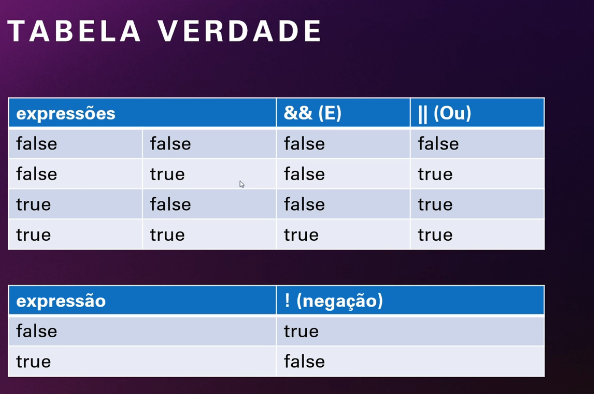 TABELA VERDADE
expressões && (E) || (Ou)
false false false false
false true false true
true false false true
true true true true
expressão ! (negação)
false true
true false